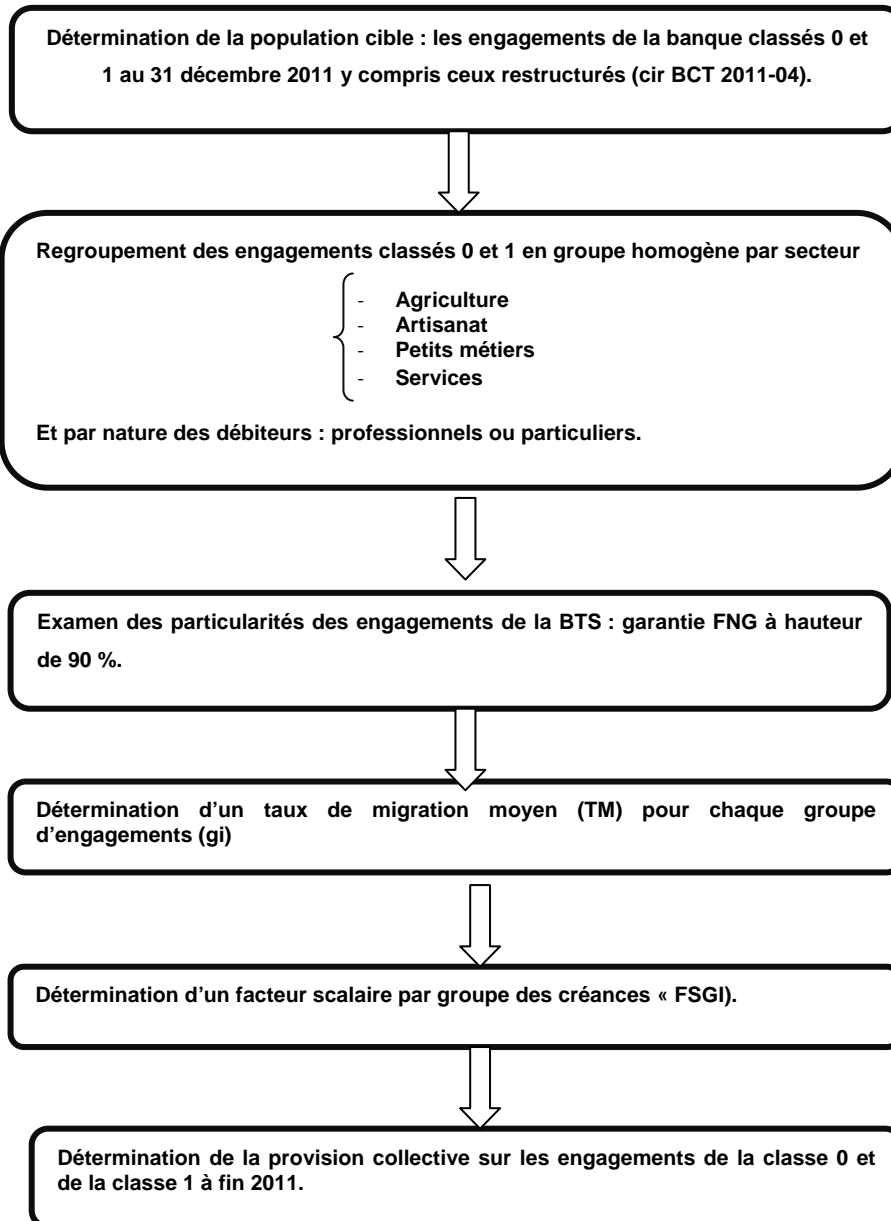 Détermination de la population cible : les engagements de la banque classés 0 et
1 au 31 décembre 2011 y compris ceux restructurés (cir BCT 2011-04).
Regroupement des engagements classés 0 et 1 en groupe homogène par secteur
- Agriculture
- Artisanat
- Petits métiers
- Services
Et par nature des débiteurs : professionnels ou particuliers.
Examen des particularités des engagements de la BTS : garantie FNG à hauteur
de 90 %.
Détermination d’un taux de migration moyen (TM) pour chaque groupe
d’engagements (gi)
Détermination d’un facteur scalaire par groupe des créances « FSGI).
Détermination de la provision collective sur les engagements de la classe 0 et
de la classe 1 à fin 2011.